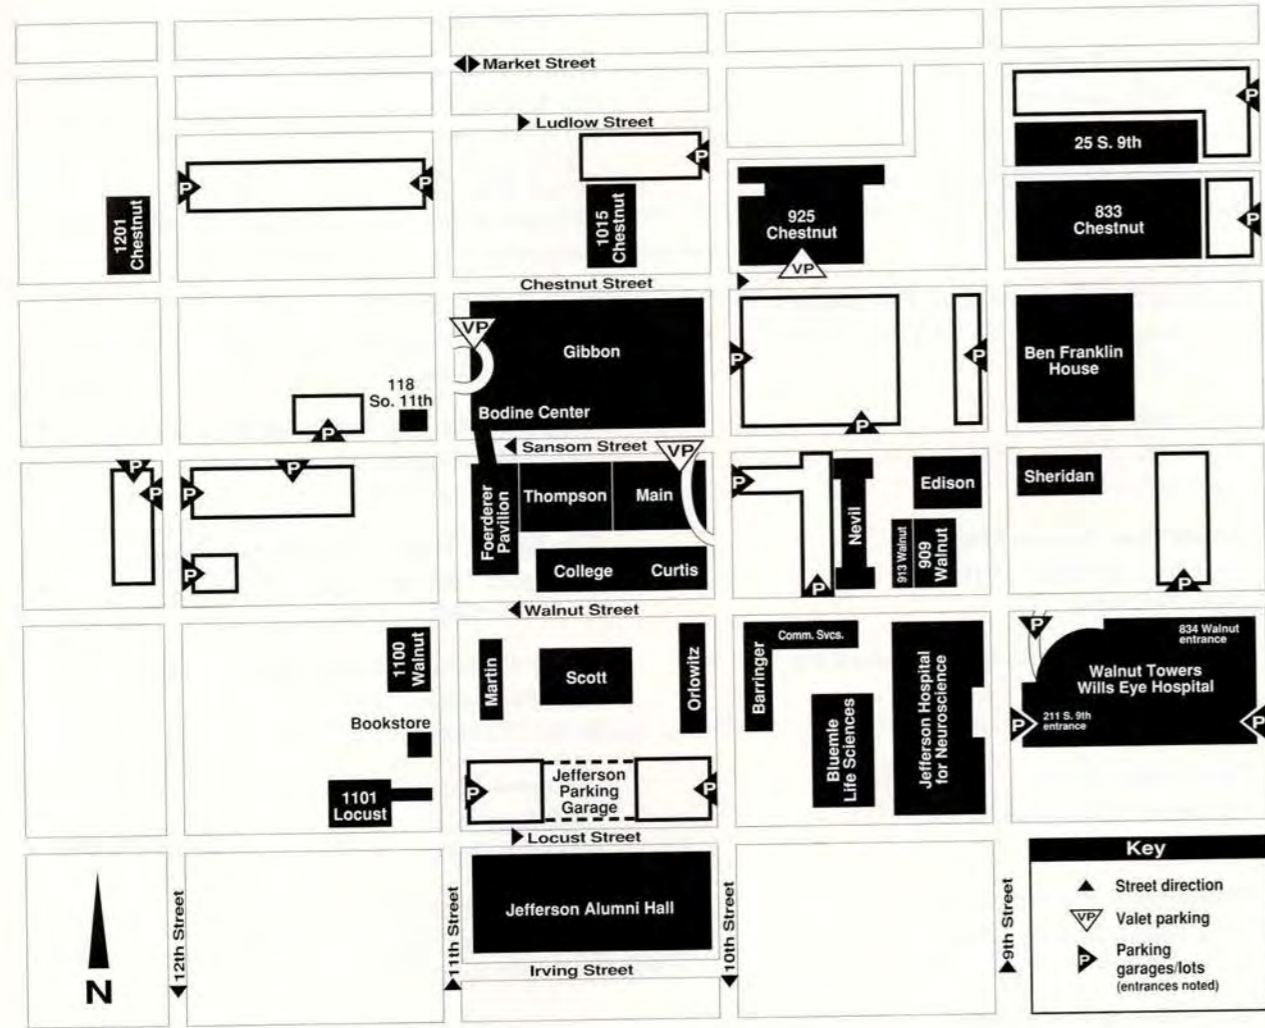 Market Street
Ludlow Street
P
25 S. 9th
P
P
P
1201
Chestnut
1015
Chestnut
925
Chestnut
833
Chestnut
P
VP
Chestnut Street
VP
Gibbon
P
P
Ben Franklin
House
118
So. 11th
P
Bodine Center
P
Sansom Street
VP
P
P
P
P
Foerderer
Pavilion
Thompson
Main
P
Nevil
Edison
Sheridan
P
College
Curtis
913 Walnut
909
Walnut
P
P
Walnut Street
1100
Walnut
Martin
Scott
Orlowitz
Barringer
Comm. Svcs.
Jefferson Hospital
for Neuroscience
P
834 Walnut
entrance
Walnut Towers
Wills Eye Hospital
P
211 S. 9th
entrance
P
Bookstore
Bluemle
Life Sciences
1101
Locust
P
Jefferson
Parking
Garage
P
Locust Street
Jefferson Alumni Hall
Irving Street
12th Street
11th Street
10th Street
9th Street
N
Key
Street direction
VP
Valet parking
P
Parking
garages/lots
(entrances noted)